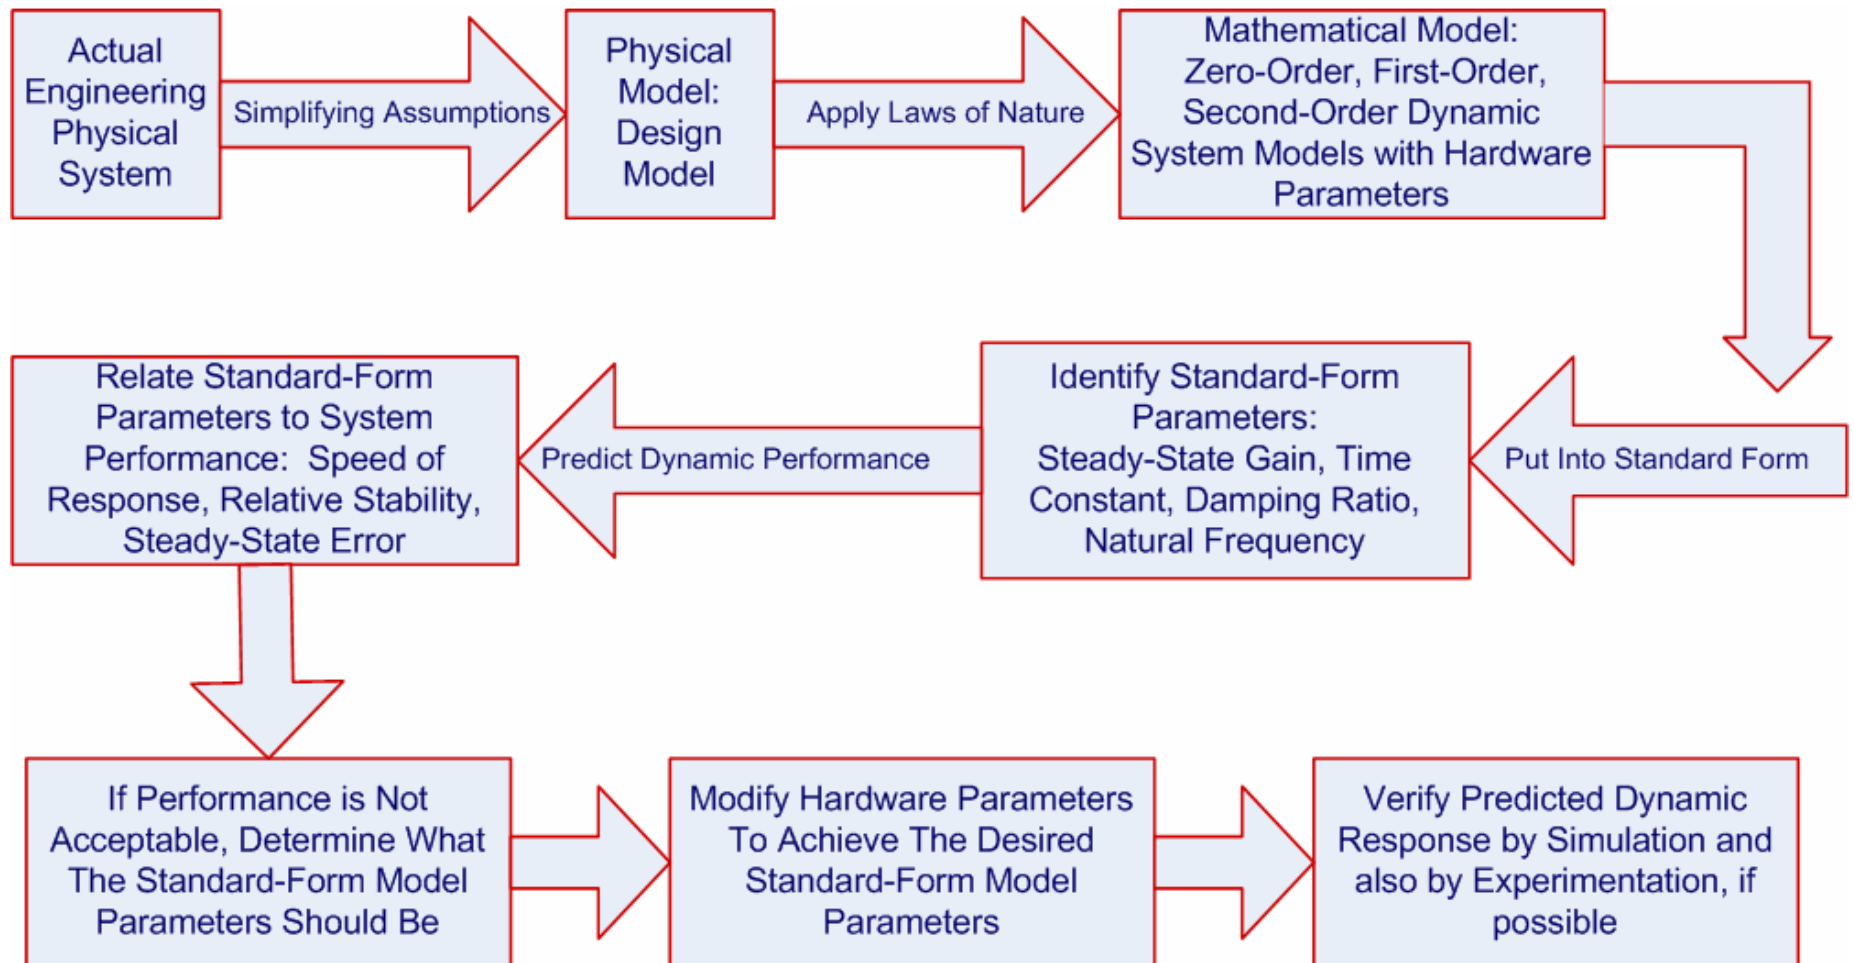 Actual
Engineering
Physical
System
Simplifying Assumptions
Physical
Model:
Design
Model
Apply Laws of Nature
Mathematical Model:
Zero-Order, First-Order,
Second-Order Dynamic
System Models with Hardware
Parameters
Put Into Standard Form
Identify Standard-Form
Parameters:
Steady-State Gain, Time
Constant, Damping Ratio,
Natural Frequency
Predict Dynamic Performance
Relate Standard-Form
Parameters to System
Performance: Speed of
Response, Relative Stability,
Steady-State Error
If Performance is Not
Acceptable, Determine What
The Standard-Form Model
Parameters Should Be
Modify Hardware Parameters
To Achieve The Desired
Standard-Form Model
Parameters
Verify Predicted Dynamic
Response by Simulation and
also by Experimentation, if
possible